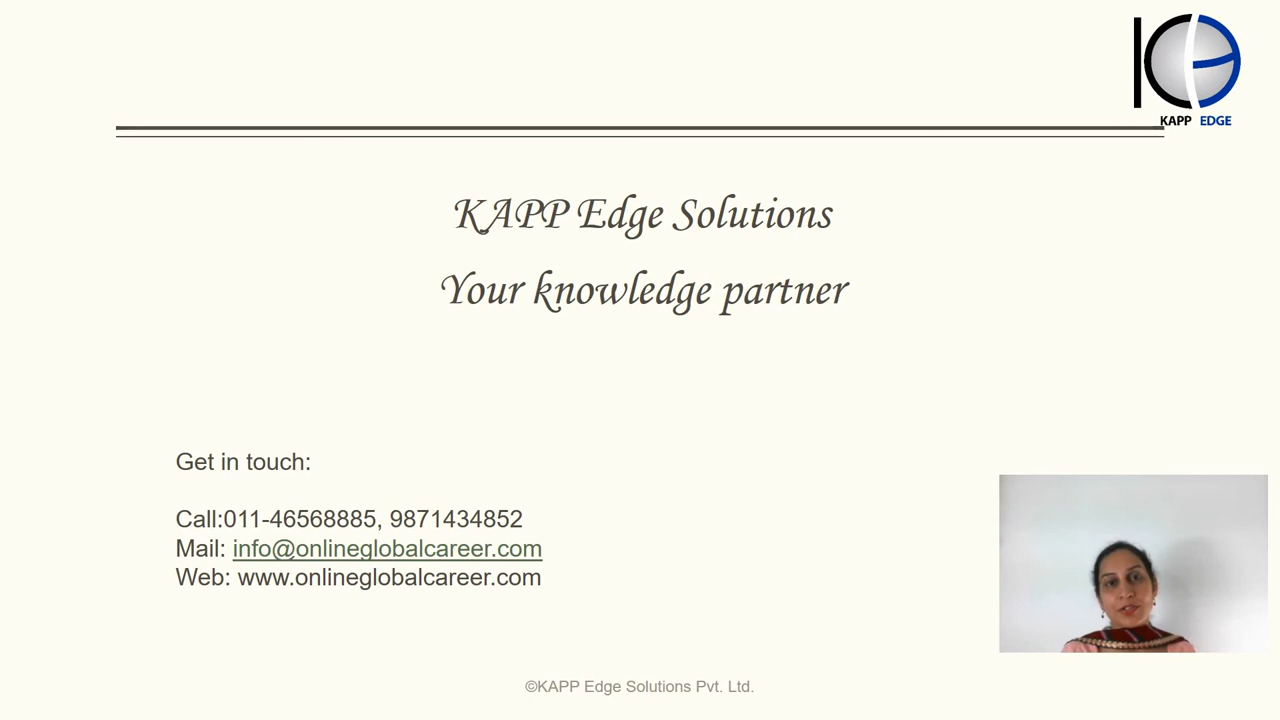 KAPP EDGE
KAPP Edge Solutions
Your knowledge partner
Get in touch:
Call:011-46568885, 9871434852
Mail: info@onlineglobalcareer.com
Web: www.onlineglobalcareer.com
©KAPP Edge Solutions Pvt. Ltd.